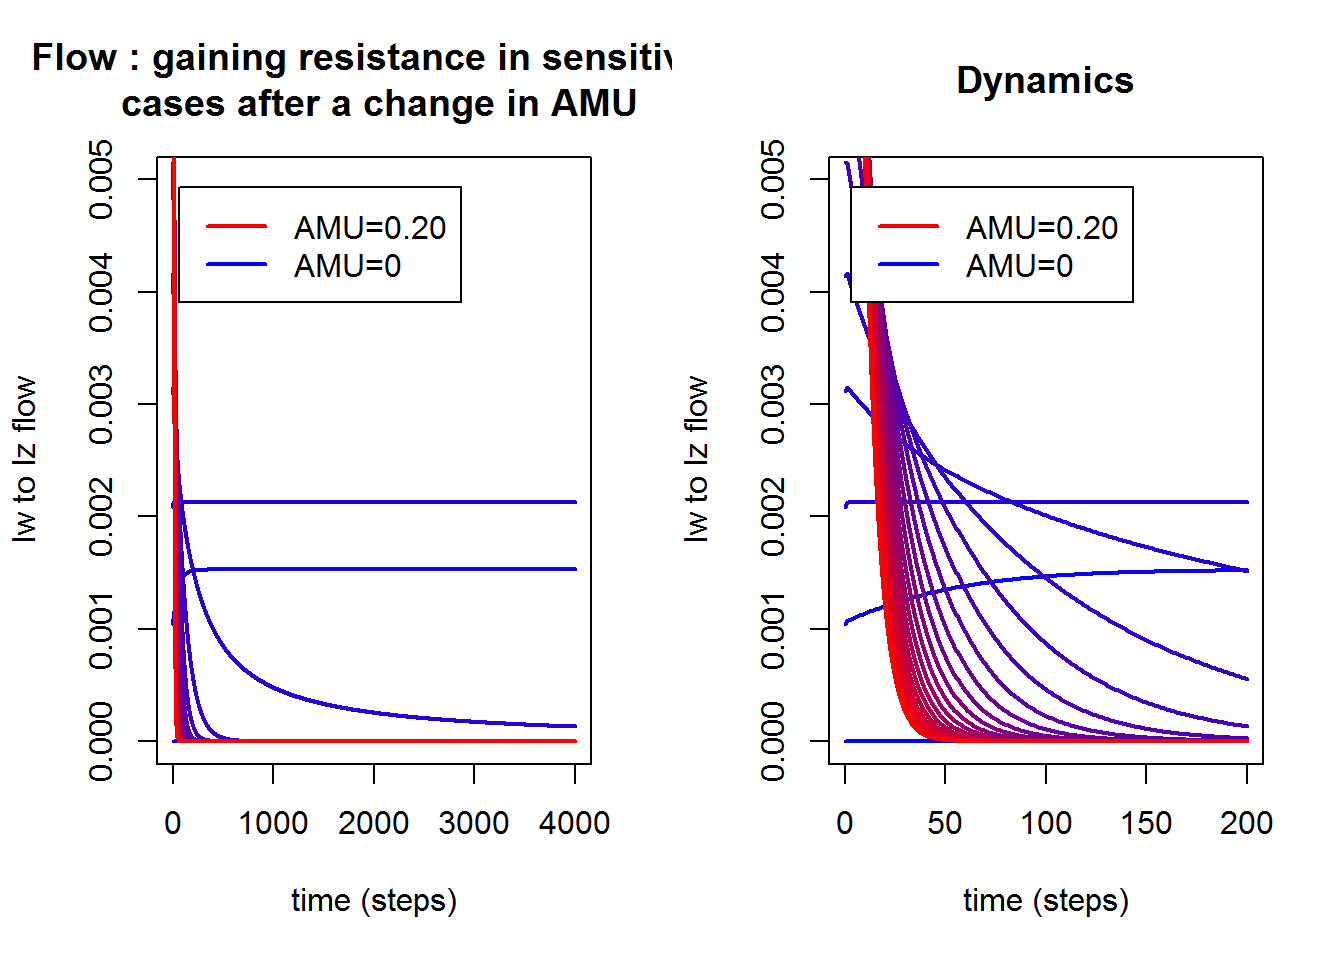 Flow : gaining resistance in sensitiv
cases after a change in AMU
0.005
0.004
0.003
0.002
0.001
0.000
Iw to Iz flow
AMU=0.20
AMU=0
0
1000
2000
3000
4000
time (steps)
Dynamics
0.005
0.004
0.003
0.002
0.001
0.000
Iw to Iz flow
AMU=0.20
AMU=0
0
50
100
150
200
time (steps)